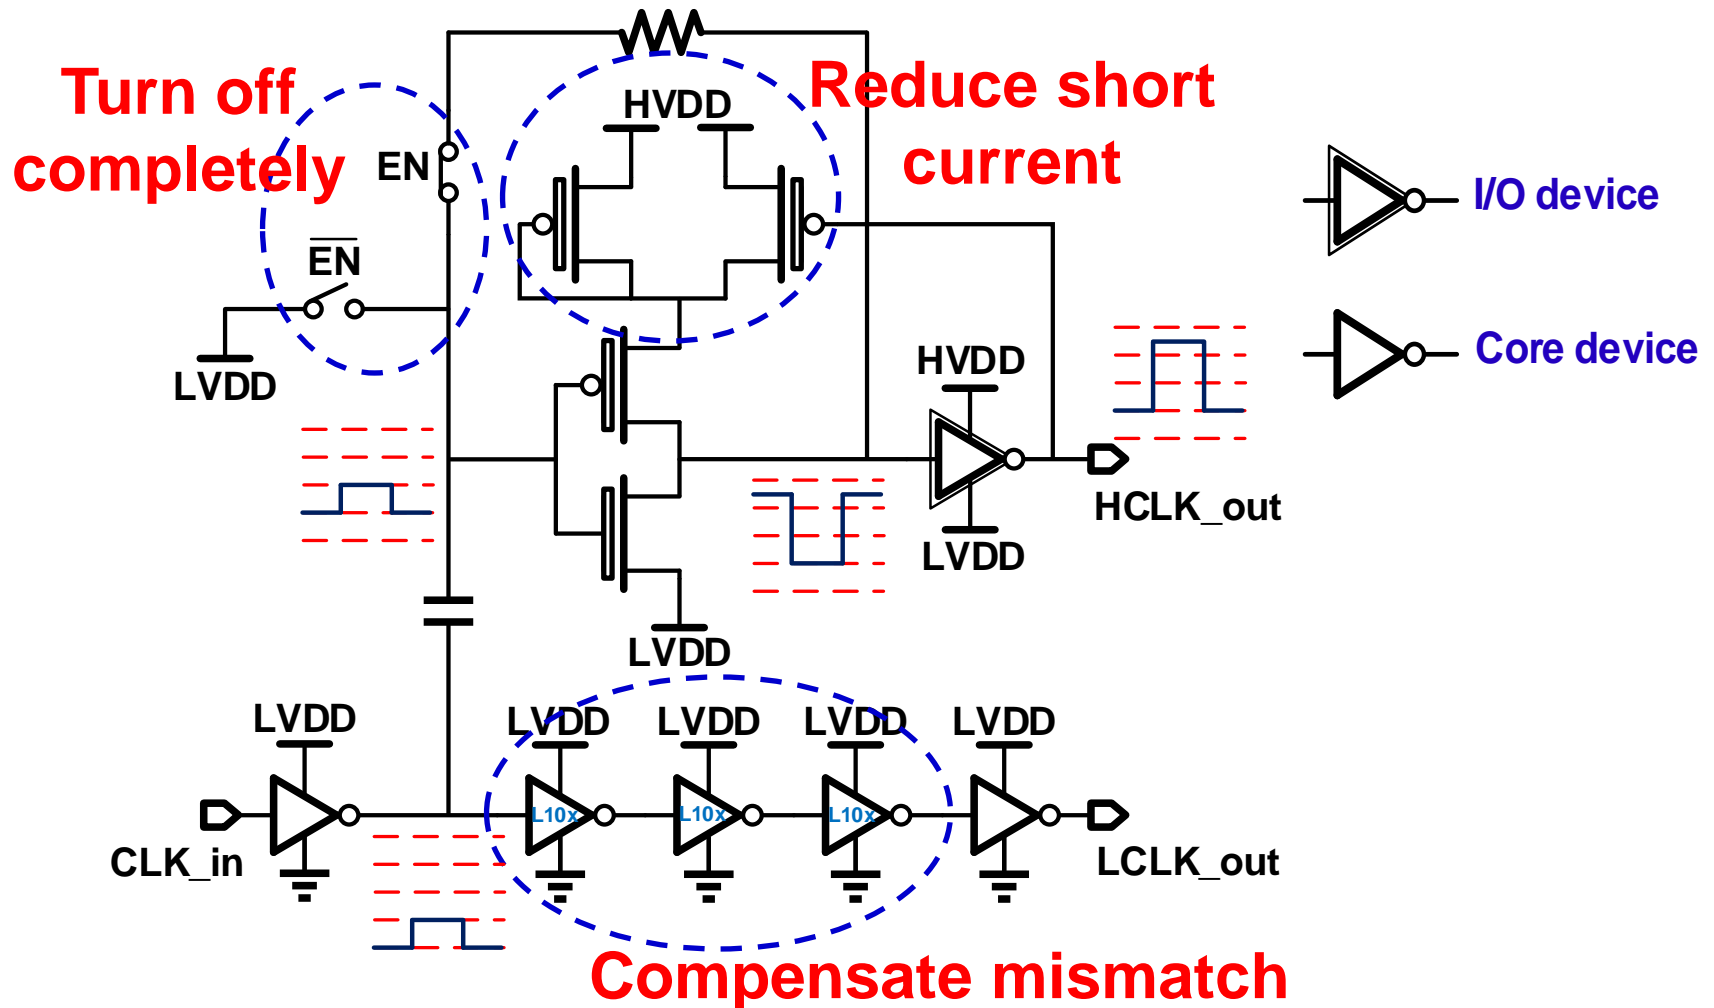 Turn off
completely
Reduce short
current
HVDD
EN
EN
LVDD
I/O device
Core device
HVDD
LVDD
HCLK_out
LVDD
LVDD
LVDD
LVDD
LVDD
LVDD
L10x
L10x
L10x
CLK_in
LCLK_out
Compensate mismatch